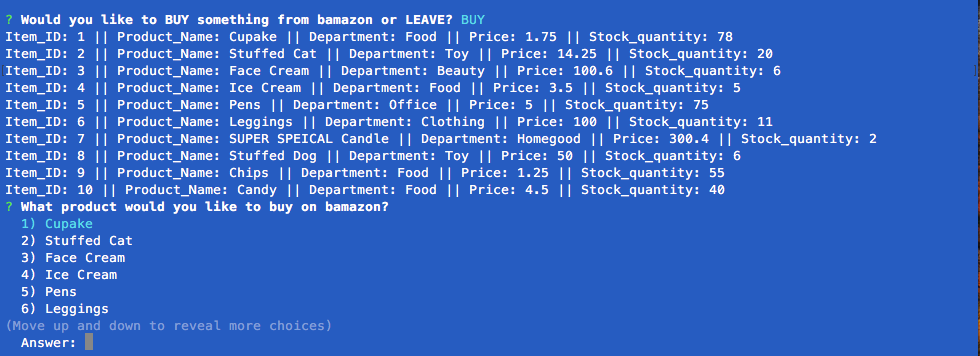 ? Would you like to BUY something from bamazon or LEAVE? BUY
Item_ID: 1 || Product_Name: Cupake || Department: Food || Price: 1.75 || Stock_quantity: 78
Item_ID: 2 || Product_Name: Stuffed Cat || Department: Toy || Price: 14.25 || Stock_quantity: 20
Item_ID: 3 || Product_Name: Face Cream || Department: Beauty || Price: 100.6 || Stock_quantity: 6
Item_ID: 4 || Product_Name: Ice Cream || Department: Food || Price: 3.5 || Stock_quantity: 5
Item_ID: 5 || Product_Name: Pens || Department: Office || Price: 5 || Stock_quantity: 75
Item_ID: 6 || Product_Name: Leggings || Department: Clothing || Price: 100 || Stock_quantity: 11
Item_ID: 7 || Product_Name: SUPER SPEICAL Candle || Department: Homegood || Price: 300.4 || Stock_quantity: 2
Item_ID: 8 || Product_Name: Stuffed Dog || Department: Toy || Price: 50 || Stock_quantity: 6
Item_ID: 9 || Product_Name: Chips || Department: Food || Price: 1.25 || Stock_quantity: 55
Item_ID: 10 || Product_Name: Candy || Department: Food || Price: 4.5 || Stock_quantity: 40
? What product would you like to buy on bamazon?
1) Cupake
2) Stuffed Cat
3) Face Cream
4) Ice Cream
5) Pens
6) Leggings
(Move up and down to reveal more choices)
Answer: